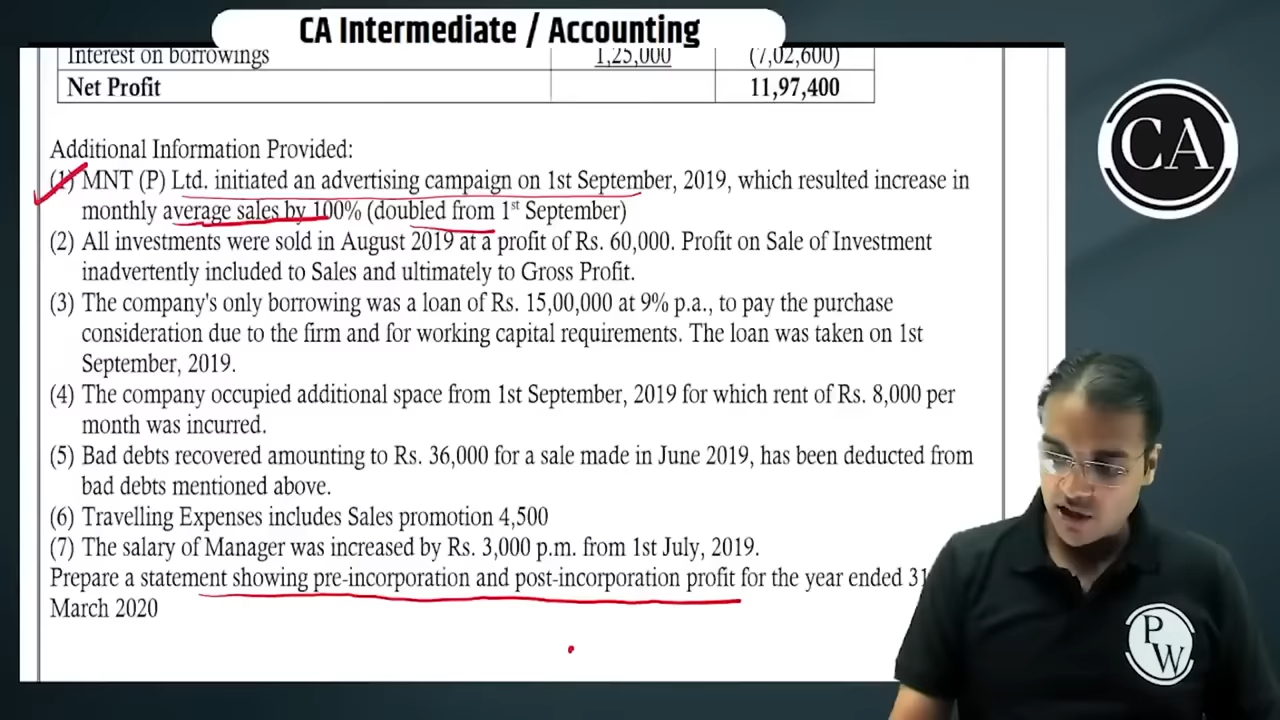 CA Intermediate / Accounting
Interest on borrowings 1,25,000 (7,02,600)
Net Profit 11,97,400
Additional Information Provided:
(1) MNT (P) Ltd. initiated an advertising campaign on 1st September, 2019, which resulted increase in
monthly average sales by 100% (doubled from 1st September)
(2) All investments were sold in August 2019 at a profit of Rs. 60,000. Profit on Sale of Investment
inadvertently included to Sales and ultimately to Gross Profit.
(3) The company's only borrowing was a loan of Rs. 15,00,000 at 9% p.a., to pay the purchase
consideration due to the firm and for working capital requirements. The loan was taken on 1st
September, 2019.
(4) The company occupied additional space from 1st September, 2019 for which rent of Rs. 8,000 per
month was incurred.
(5) Bad debts recovered amounting to Rs. 36,000 for a sale made in June 2019, has been deducted from
bad debts mentioned above.
(6) Travelling Expenses includes Sales promotion 4,500
(7) The salary of Manager was increased by Rs. 3,000 p.m. from 1st July, 2019.
Prepare a statement showing pre-incorporation and post-incorporation profit for the year ended 31
March 2020
CA
P
W